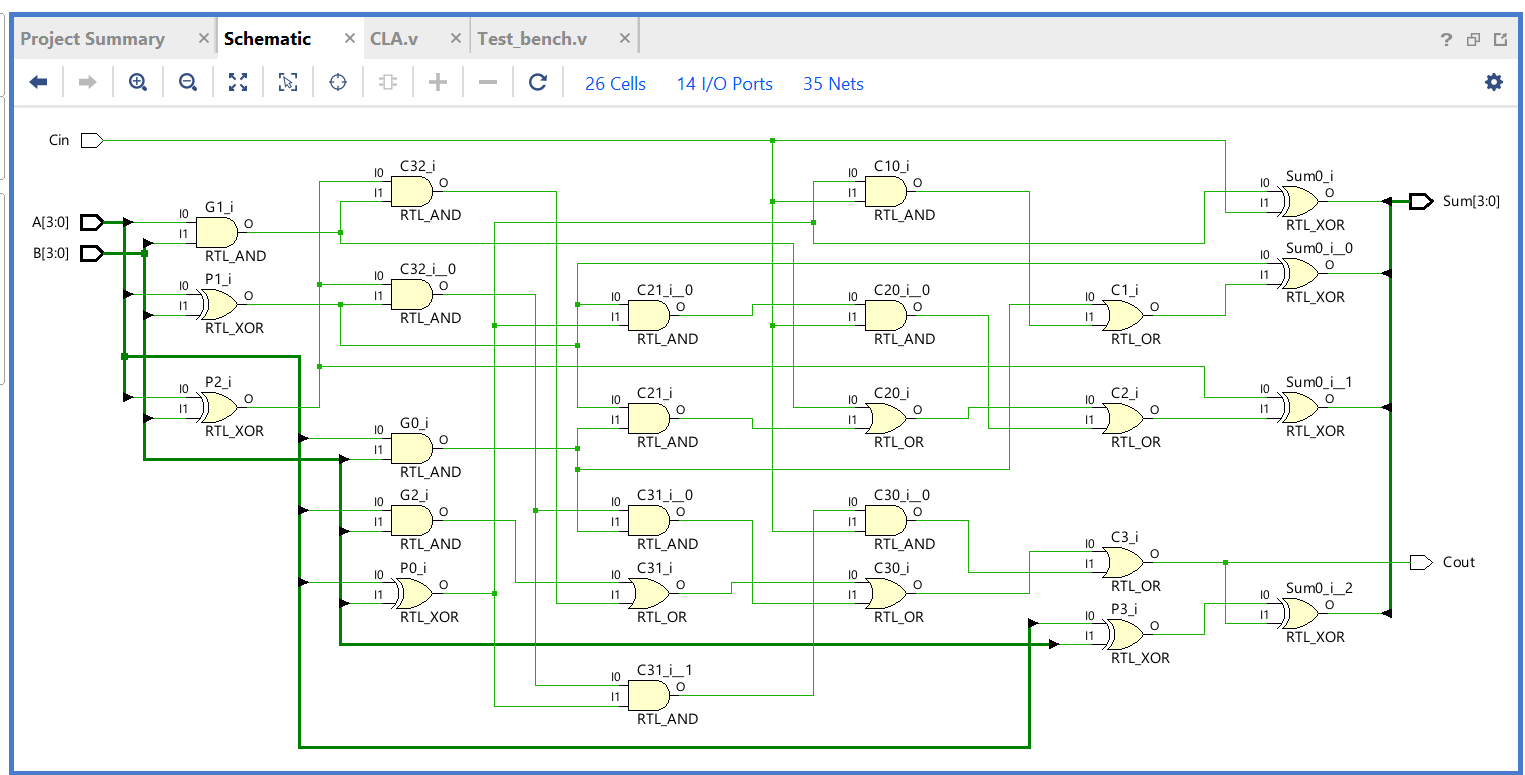 Project Summary × Schematic × CLA.v × Test_bench.v × ?
26 Cells 14 I/O Ports 35 Nets
Cin
A[3:0]
B[3:0]
I0 G1_i
I1 O
RTL_AND
I0 P1_i
I1 O
RTL_XOR
I0 P2_i
I1 O
RTL_XOR
I0 C32_i
I1 O
RTL_AND
I0 C32_i__0
I1 O
RTL_AND
I0 G0_i
I1 O
RTL_AND
I0 G2_i
I1 O
RTL_AND
I0 P0_i
I1 O
RTL_XOR
I0 C21_i__0
I1 O
RTL_AND
I0 C21_i
I1 O
RTL_AND
I0 C31_i__0
I1 O
RTL_AND
I0 C31_i
I1 O
RTL_OR
I0 C31_i__1
I1 O
RTL_AND
I0 C10_i
I1 O
RTL_AND
I0 C20_i__0
I1 O
RTL_AND
I0 C20_i
I1 O
RTL_OR
I0 C30_i__0
I1 O
RTL_AND
I0 C30_i
I1 O
RTL_OR
I0 C1_i
I1 O
RTL_OR
I0 C2_i
I1 O
RTL_OR
I0 C3_i
I1 O
RTL_OR
I0 P3_i
I1 O
RTL_XOR
I0 Sum0_i
I1 O
RTL_XOR
I0 Sum0_i__0
I1 O
RTL_XOR
I0 Sum0_i__1
I1 O
RTL_XOR
I0 Sum0_i__2
I1 O
RTL_XOR
Sum[3:0]
Cout